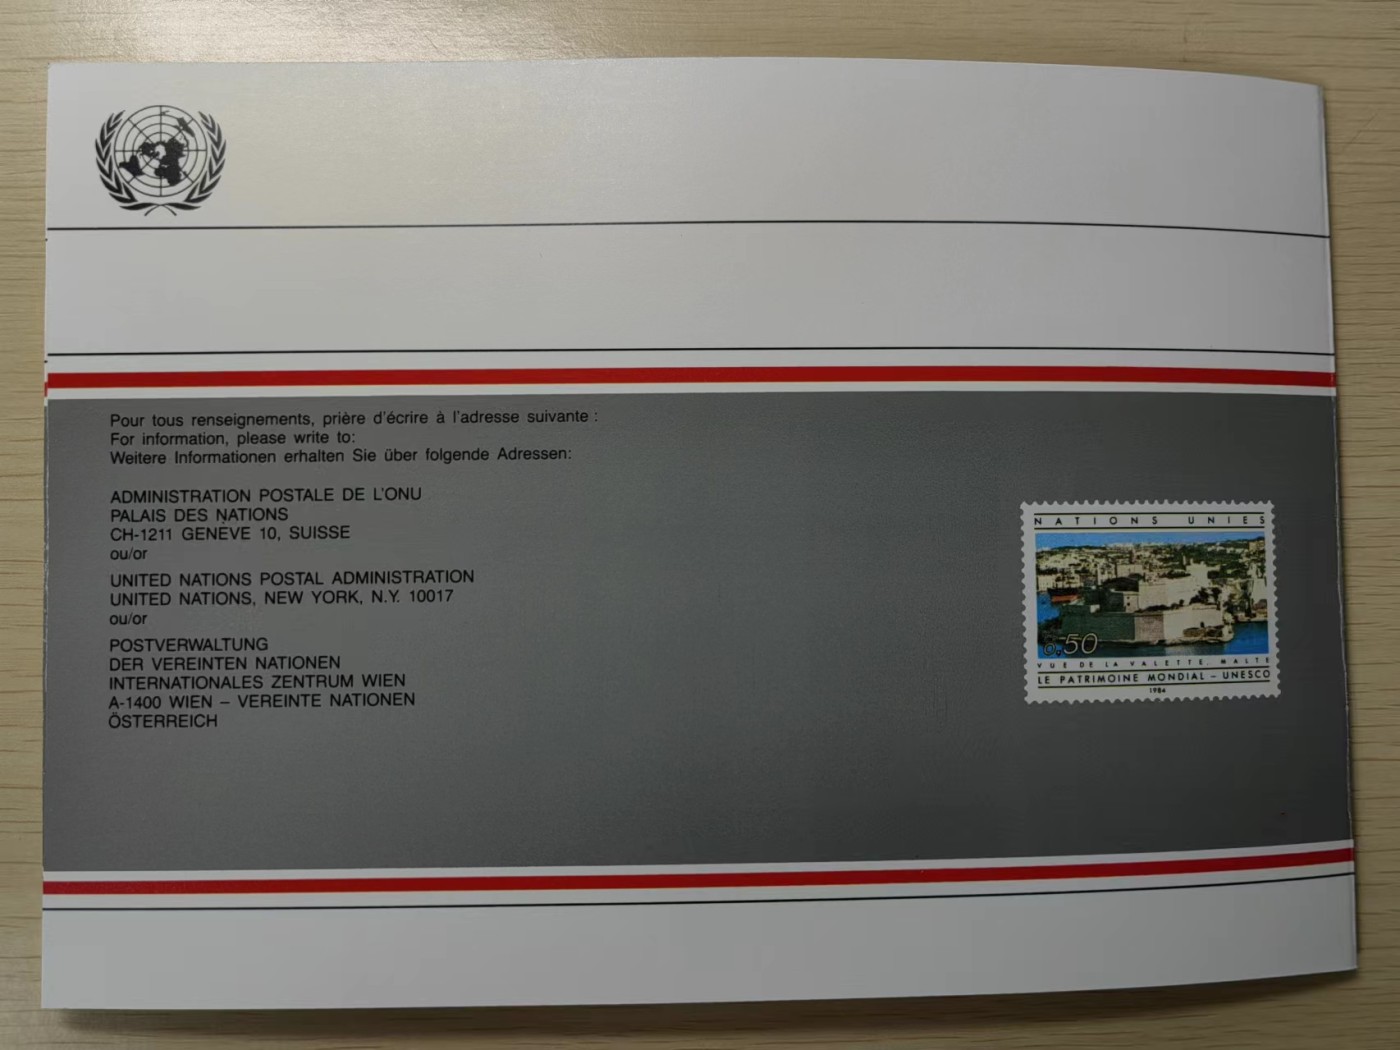 Pour tous renseignements, prière d'écrire à l'adresse suivante :
For information, please write to:
Weitere Informationen erhalten Sie über folgende Adressen:
ADMINISTRATION POSTALE DE L'ONU
PALAIS DES NATIONS
CH-1211 GENÈVE 10, SUISSE
ou/or
UNITED NATIONS POSTAL ADMINISTRATION
UNITED NATIONS, NEW YORK, N.Y. 10017
ou/or
POSTVERWALTUNG
DER VEREINTEN NATIONEN
INTERNATIONALES ZENTRUM WIEN
A-1400 WIEN – VEREINTE NATIONEN
ÖSTERREICH
NATIONS UNIES
0,50
VUE DE LA VALETTE, MALTE
LE PATRIMOINE MONDIAL – UNESCO
1984